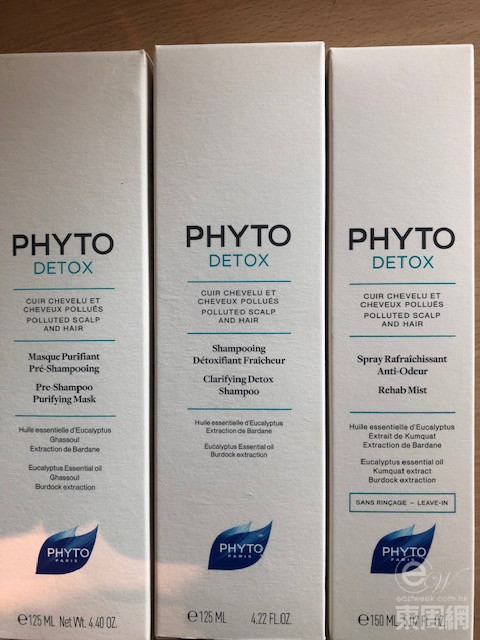 PHYTO
DETOX
CUIR CHEVELU ET
CHEVEUX POLLUÉS
POLLUTED SCALP
AND HAIR
Masque Purifiant
Pré-Shampooing
Pre-Shampoo
Purifying Mask
Huile essentielle d'Eucalyptus
Ghassoul
Extraction de Bardane
Eucalyptus Essential oil
Ghassoul
Burdock extraction
PHYTO
PARIS
℮125 ML Net Wt. 4.40 OZ.
PHYTO
DETOX
CUIR CHEVELU ET
CHEVEUX POLLUÉS
POLLUTED SCALP
AND HAIR
Shampooing
Détoxifiant Fraîcheur
Clarifying Detox
Shampoo
Huile essentielle d'Eucalyptus
Extraction de Bardane
Eucalyptus Essential oil
Burdock extraction
PHYTO
PARIS
℮125 ML 4.22 FL.OZ.
PHYTO
DETOX
CUIR CHEVELU ET
CHEVEUX POLLUÉS
POLLUTED SCALP
AND HAIR
Spray Rafraîchissant
Anti-Odeur
Rehab Mist
Huile essentielle d'Eucalyptus
Extrait de Kumquat
Extraction de Bardane
Eucalyptus essential oil
Kumquat extract
Burdock extraction
SANS RINÇAGE – LEAVE-IN
PHYTO
PARIS
℮150 ML FL.OZ.
eW
eastweek.com.hk
東周網